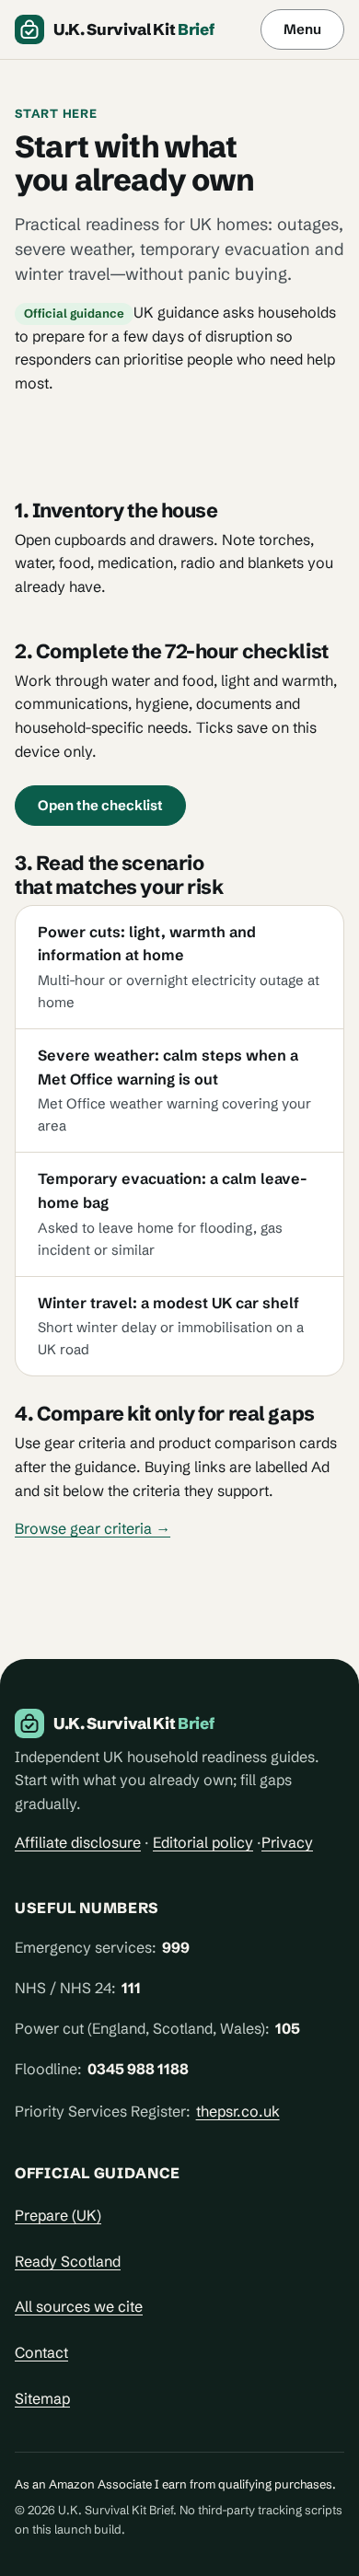 U.K. Survival Kit Brief
Menu
START HERE
Start with what
you already own
Practical readiness for UK homes: outages,
severe weather, temporary evacuation and
winter travel—without panic buying.
Official guidance UK guidance asks households
to prepare for a few days of disruption so
responders can prioritise people who need help
most.
1. Inventory the house
Open cupboards and drawers. Note torches,
water, food, medication, radio and blankets you
already have.
2. Complete the 72-hour checklist
Work through water and food, light and warmth,
communications, hygiene, documents and
household-specific needs. Ticks save on this
device only.
Open the checklist
3. Read the scenario
that matches your risk
Power cuts: light, warmth and
information at home
Multi-hour or overnight electricity outage at
home
Severe weather: calm steps when a
Met Office warning is out
Met Office weather warning covering your
area
Temporary evacuation: a calm leave-
home bag
Asked to leave home for flooding, gas
incident or similar
Winter travel: a modest UK car shelf
Short winter delay or immobilisation on a
UK road
4. Compare kit only for real gaps
Use gear criteria and product comparison cards
after the guidance. Buying links are labelled Ad
and sit below the criteria they support.
Browse gear criteria →
U.K. Survival Kit Brief
Independent UK household readiness guides.
Start with what you already own; fill gaps
gradually.
Affiliate disclosure · Editorial policy ·Privacy
USEFUL NUMBERS
Emergency services: 999
NHS / NHS 24: 111
Power cut (England, Scotland, Wales): 105
Floodline: 0345 988 1188
Priority Services Register: thepsr.co.uk
OFFICIAL GUIDANCE
Prepare (UK)
Ready Scotland
All sources we cite
Contact
Sitemap
As an Amazon Associate I earn from qualifying purchases.
© 2026 U.K. Survival Kit Brief. No third-party tracking scripts
on this launch build.